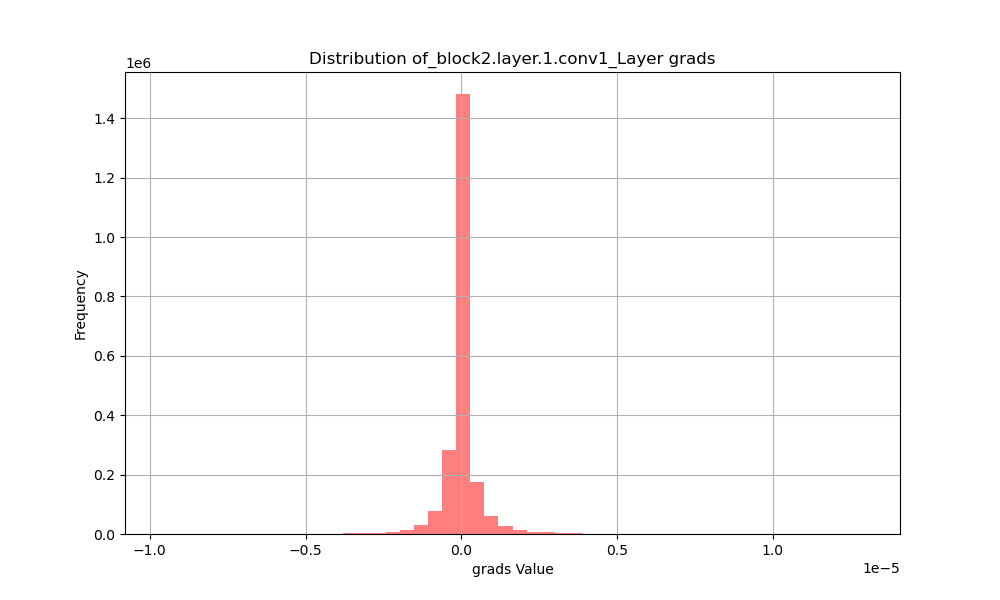 Distribution of_block2.layer.1.conv1_Layer grads
1e6
1.4
1.2
1.0
0.8
0.6
0.4
0.2
0.0
Frequency
−1.0 −0.5 0.0 0.5 1.0
1e−5
grads Value